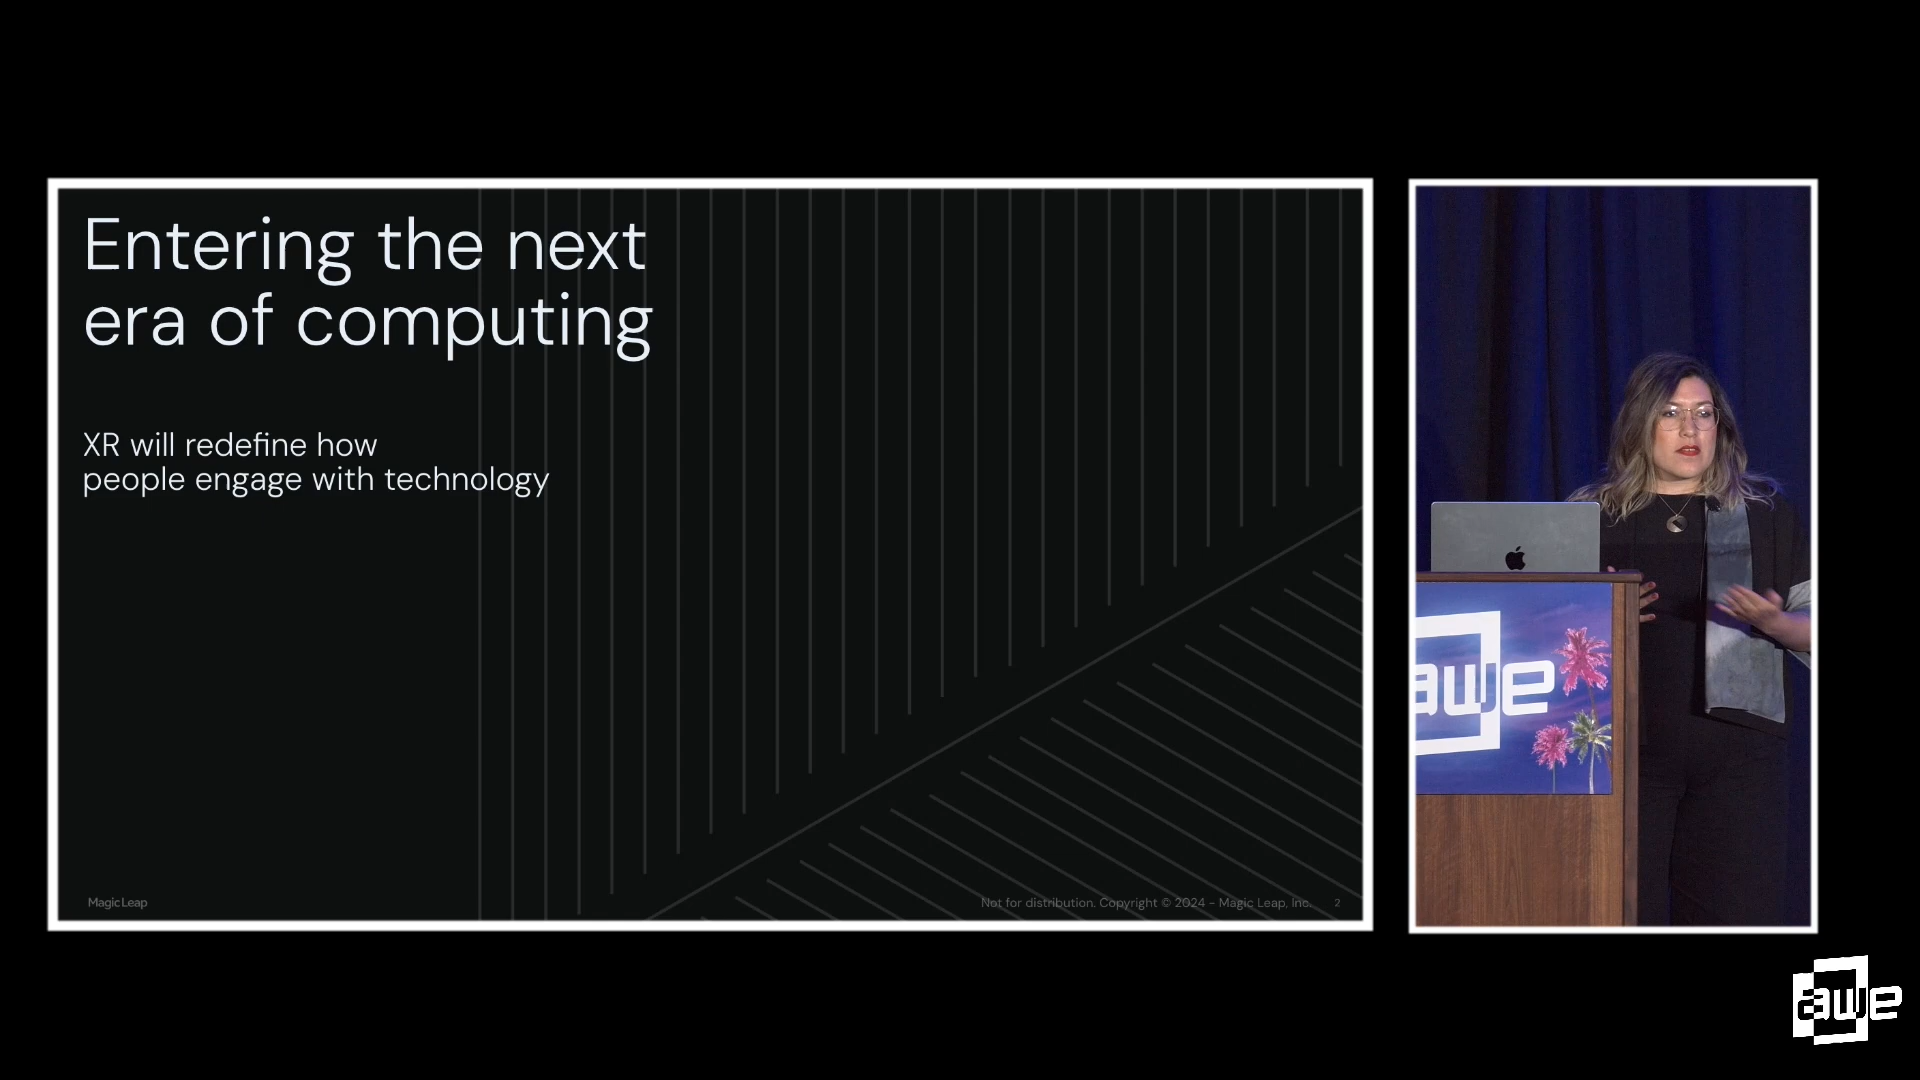 Entering the next
era of computing
XR will redefine how
people engage with technology
Magic Leap
Not for distribution. Copyright © 2024 - Magic Leap, Inc. 2
awe
awe